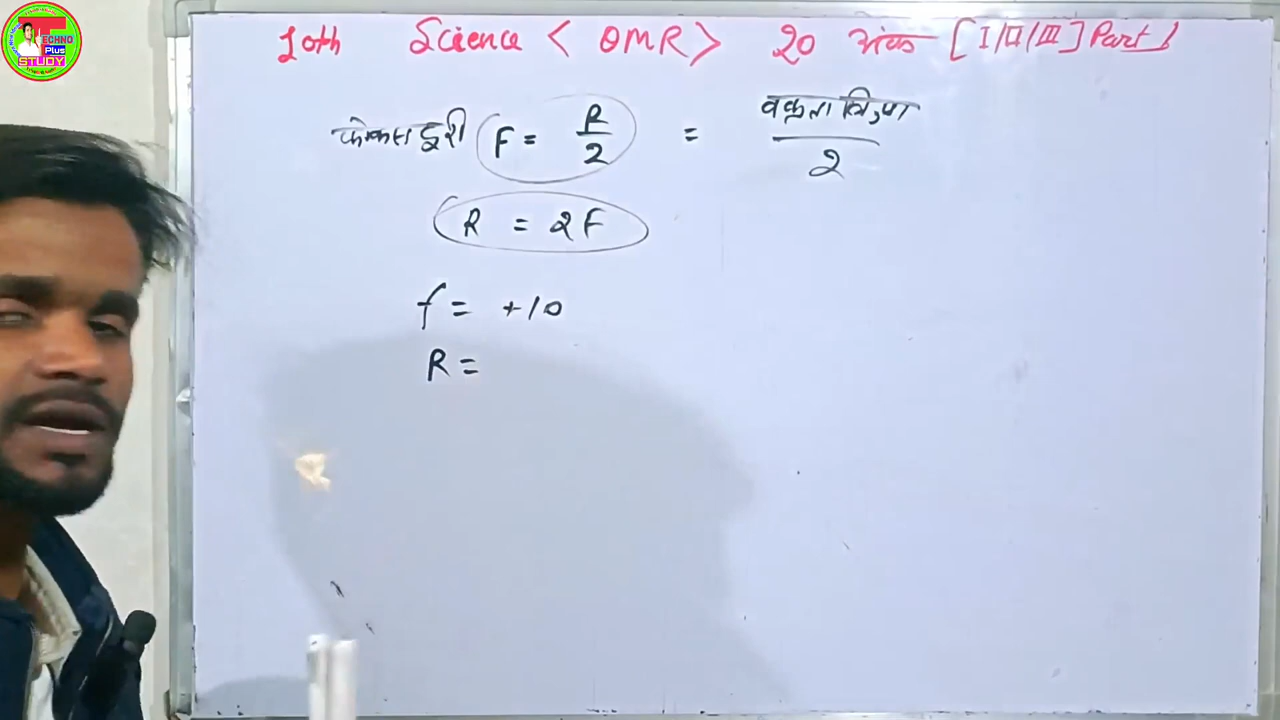 TECHNO
Plus
STUDY
10th Science < OMR > 20 अंक [I/II/III] Part 1
फोकस दूरी F = R/2 = वक्रता त्रिज्या/2
R = 2F
f = +10
R =